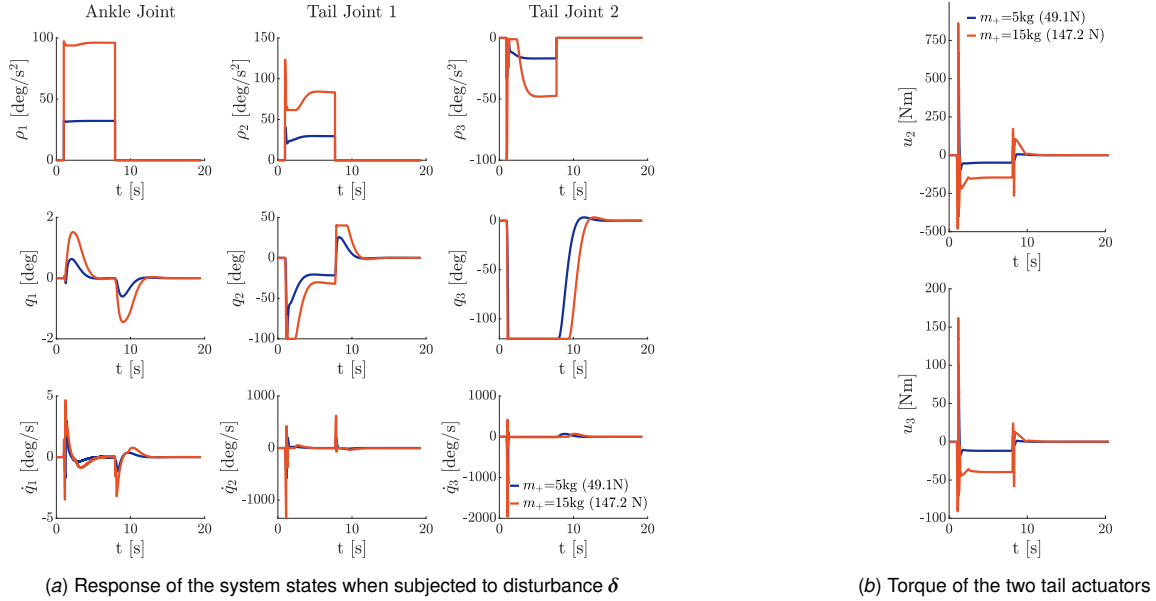 Ankle Joint
Tail Joint 1
Tail Joint 2
ρ₁ [deg/s²]
100
50
0
0 10 20
t [s]
ρ₂ [deg/s²]
150
100
50
0
0 10 20
t [s]
ρ₃ [deg/s²]
0
-50
-100
0 10 20
t [s]
q₁ [deg]
2
0
-2
0 10 20
t [s]
q₂ [deg]
50
0
-50
-100
0 10 20
t [s]
q₃ [deg]
0
-50
-100
0 10 20
t [s]
q̇₁ [deg/s]
5
0
-5
0 10 20
t [s]
q̇₂ [deg/s]
1000
0
-1000
0 10 20
t [s]
q̇₃ [deg/s]
1000
0
-1000
-2000
0 10 20
t [s]
m₊=5kg (49.1N)
m₊=15kg (147.2 N)
(a) Response of the system states when subjected to disturbance δ
u₂ [Nm]
750
500
250
0
-250
-500
0 10 20
t [s]
m₊=5kg (49.1N)
m₊=15kg (147.2 N)
u₃ [Nm]
200
150
100
50
0
-50
-100
0 10 20
t [s]
(b) Torque of the two tail actuators